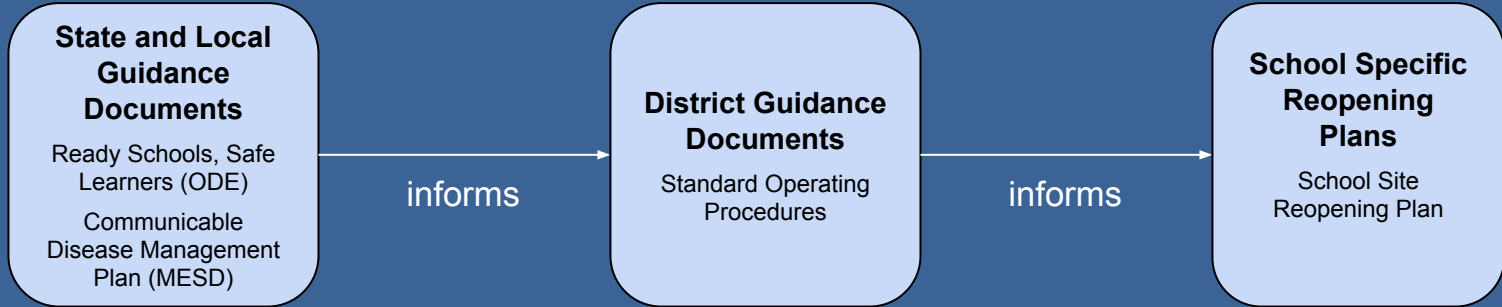 State and Local
Guidance
Documents
Ready Schools, Safe
Learners (ODE)
Communicable
Disease Management
Plan (MESD)
informs
District Guidance
Documents
Standard Operating
Procedures
informs
School Specific
Reopening
Plans
School Site
Reopening Plan